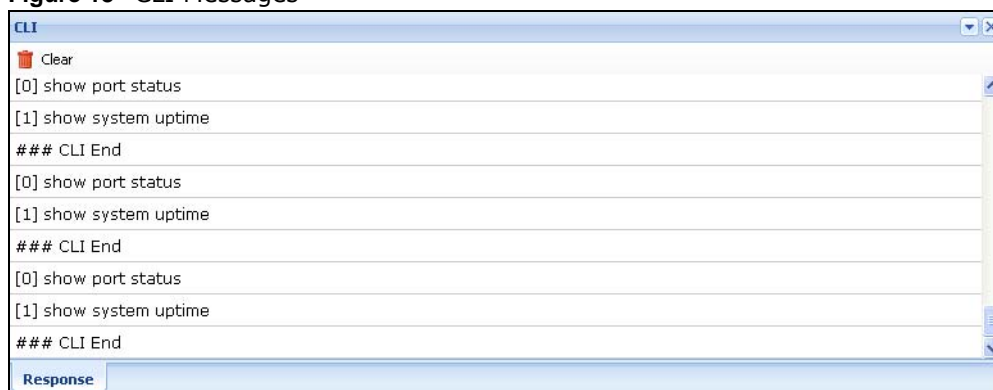 Figure 16 CLI Messages
CLI
Clear
[0] show port status
[1] show system uptime
### CLI End
[0] show port status
[1] show system uptime
### CLI End
[0] show port status
[1] show system uptime
### CLI End
Response